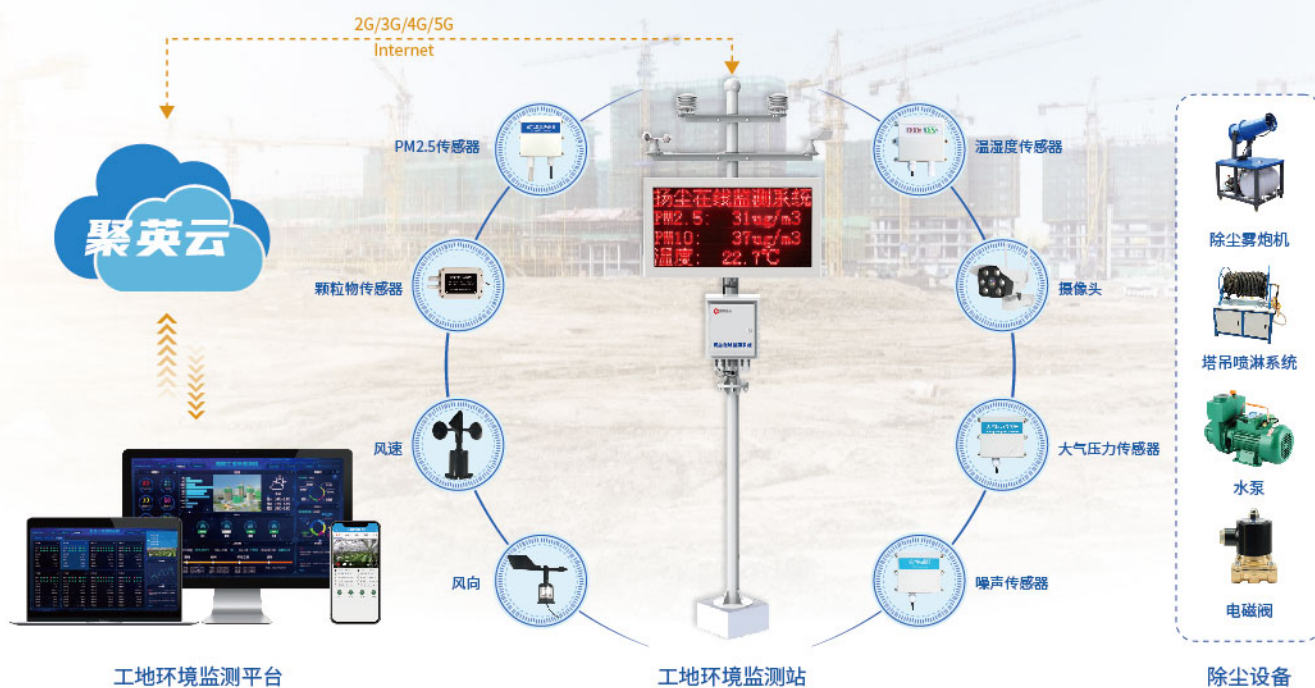 2G/3G/4G/5G
Internet
聚英云
PM2.5传感器
颗粒物传感器
风速
风向
扬尘在线监测系统
PM2.5: 31ug/m3
PM10: 37ug/m3
温度: 22.7℃
温湿度传感器
摄像头
大气压力传感器
噪声传感器
除尘雾炮机
塔吊喷淋系统
水泵
电磁阀
工地环境监测平台
工地环境监测站
除尘设备